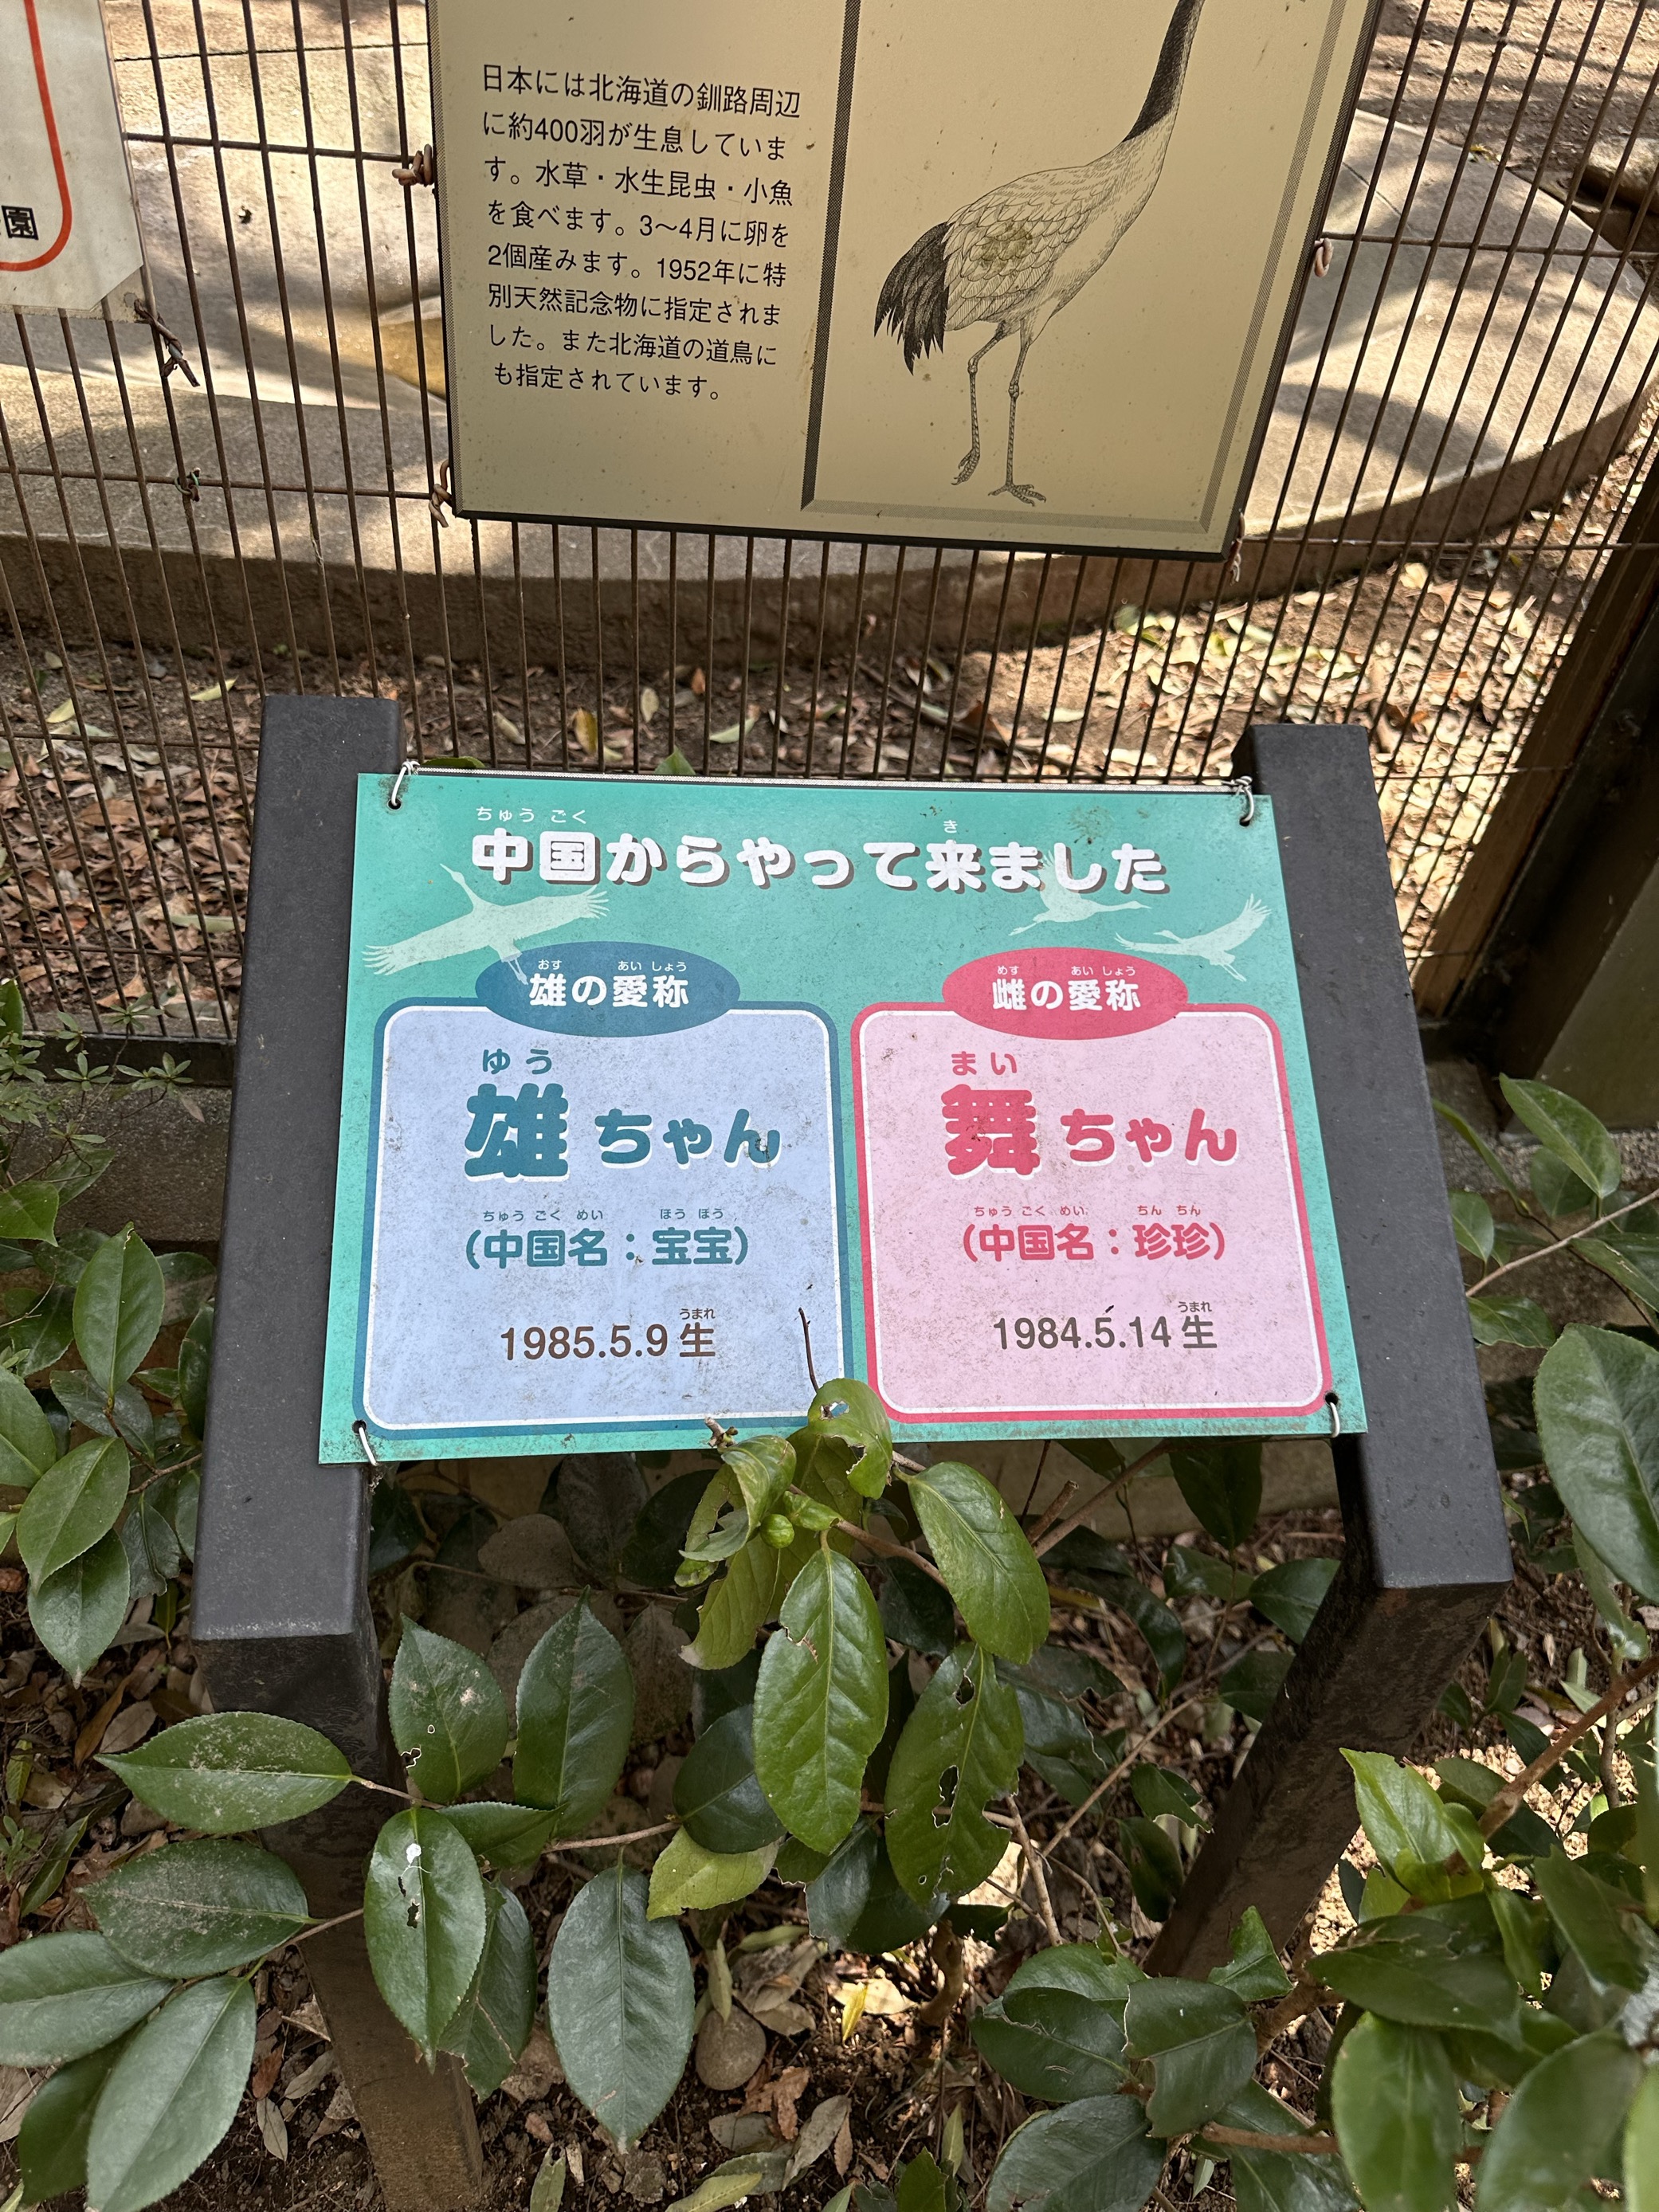 園
日本には北海道の釧路周辺
に約400羽が生息していま
す。水草・水生昆虫・小魚
を食べます。3〜4月に卵を
2個産みます。1952年に特
別天然記念物に指定されま
した。また北海道の道鳥に
も指定されています。
ちゅう ごく き
中国からやって来ました
おす あい しょう
雄の愛称
ゆう
雄ちゃん
ちゅう ごく めい ほう ほう
(中国名:宝宝)
うまれ
1985.5.9 生
めす あい しょう
雌の愛称
まい
舞ちゃん
ちゅう ごく めい ちん ちん
(中国名:珍珍)
うまれ
1984.5.14 生